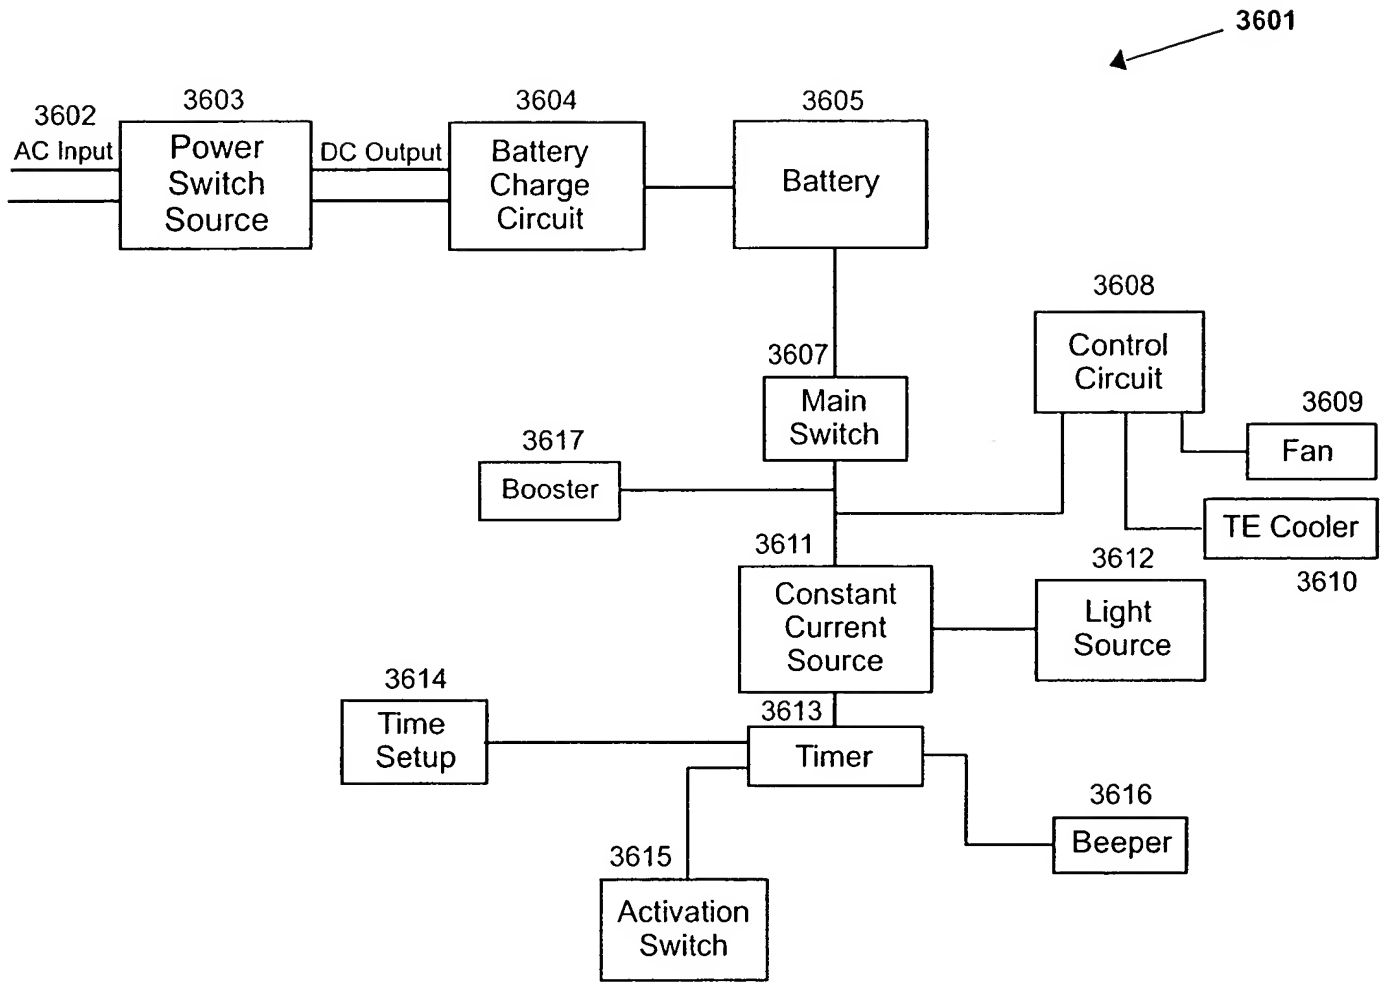 3601
3602
AC Input
3603
Power
Switch
Source
DC Output
3604
Battery
Charge
Circuit
3605
Battery
3608
Control
Circuit
3607
Main
Switch
3609
Fan
3617
Booster
TE Cooler
3610
3611
Constant
Current
Source
3612
Light
Source
3614
Time
Setup
3613
Timer
3616
Beeper
3615
Activation
Switch